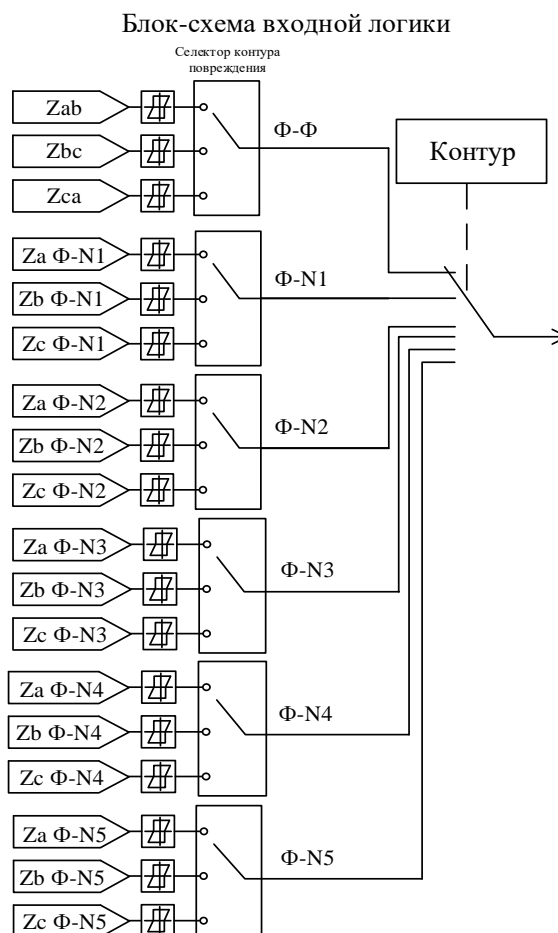 Блок-схема входной логики
Селектор контура
повреждения
Zab
Zbc
Zca
Ф-Ф
Контур
Za Ф-N1
Zb Ф-N1
Zc Ф-N1
Ф-N1
Za Ф-N2
Zb Ф-N2
Zc Ф-N2
Ф-N2
Za Ф-N3
Zb Ф-N3
Zc Ф-N3
Ф-N3
Za Ф-N4
Zb Ф-N4
Zc Ф-N4
Ф-N4
Za Ф-N5
Zb Ф-N5
Zc Ф-N5
Ф-N5